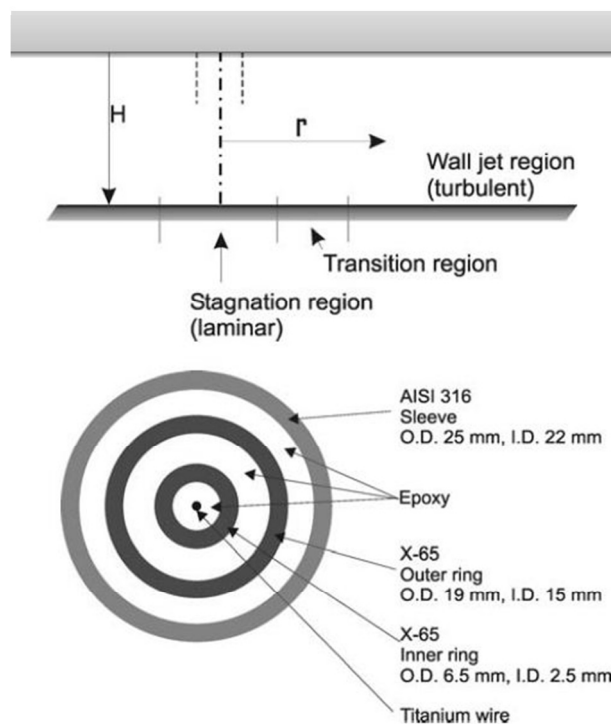 H
r
Wall jet region
(turbulent)
Transition region
Stagnation region
(laminar)
AISI 316
Sleeve
O.D. 25 mm, I.D. 22 mm
Epoxy
X-65
Outer ring
O.D. 19 mm, I.D. 15 mm
X-65
Inner ring
O.D. 6.5 mm, I.D. 2.5 mm
Titanium wire